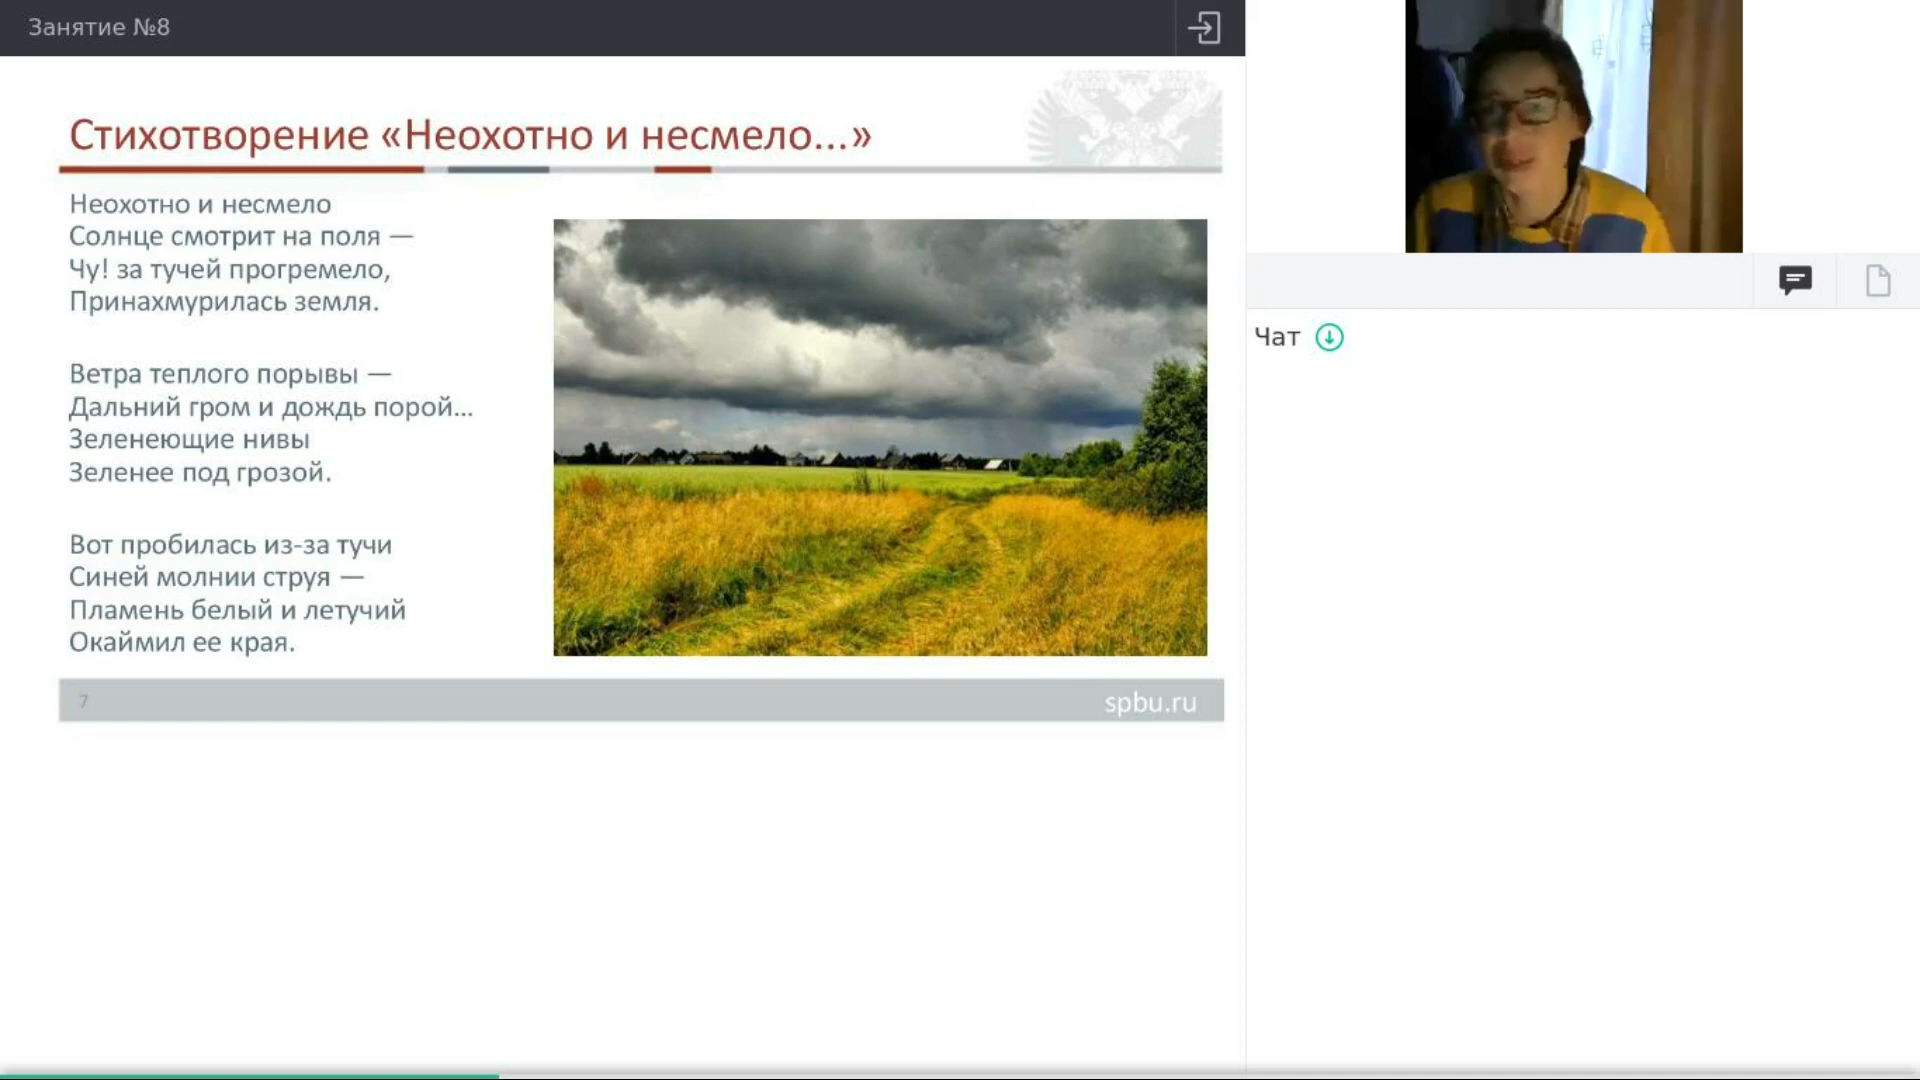 Занятие №8
Стихотворение «Неохотно и несмело...»
Неохотно и несмело
Солнце смотрит на поля —
Чу! за тучей прогремело,
Принахмурилась земля.
Ветра теплого порывы —
Дальний гром и дождь порой...
Зеленеющие нивы
Зеленее под грозой.
Вот пробилась из-за тучи
Синей молнии струя —
Пламень белый и летучий
Окаймил ее края.
7
spbu.ru
Чат